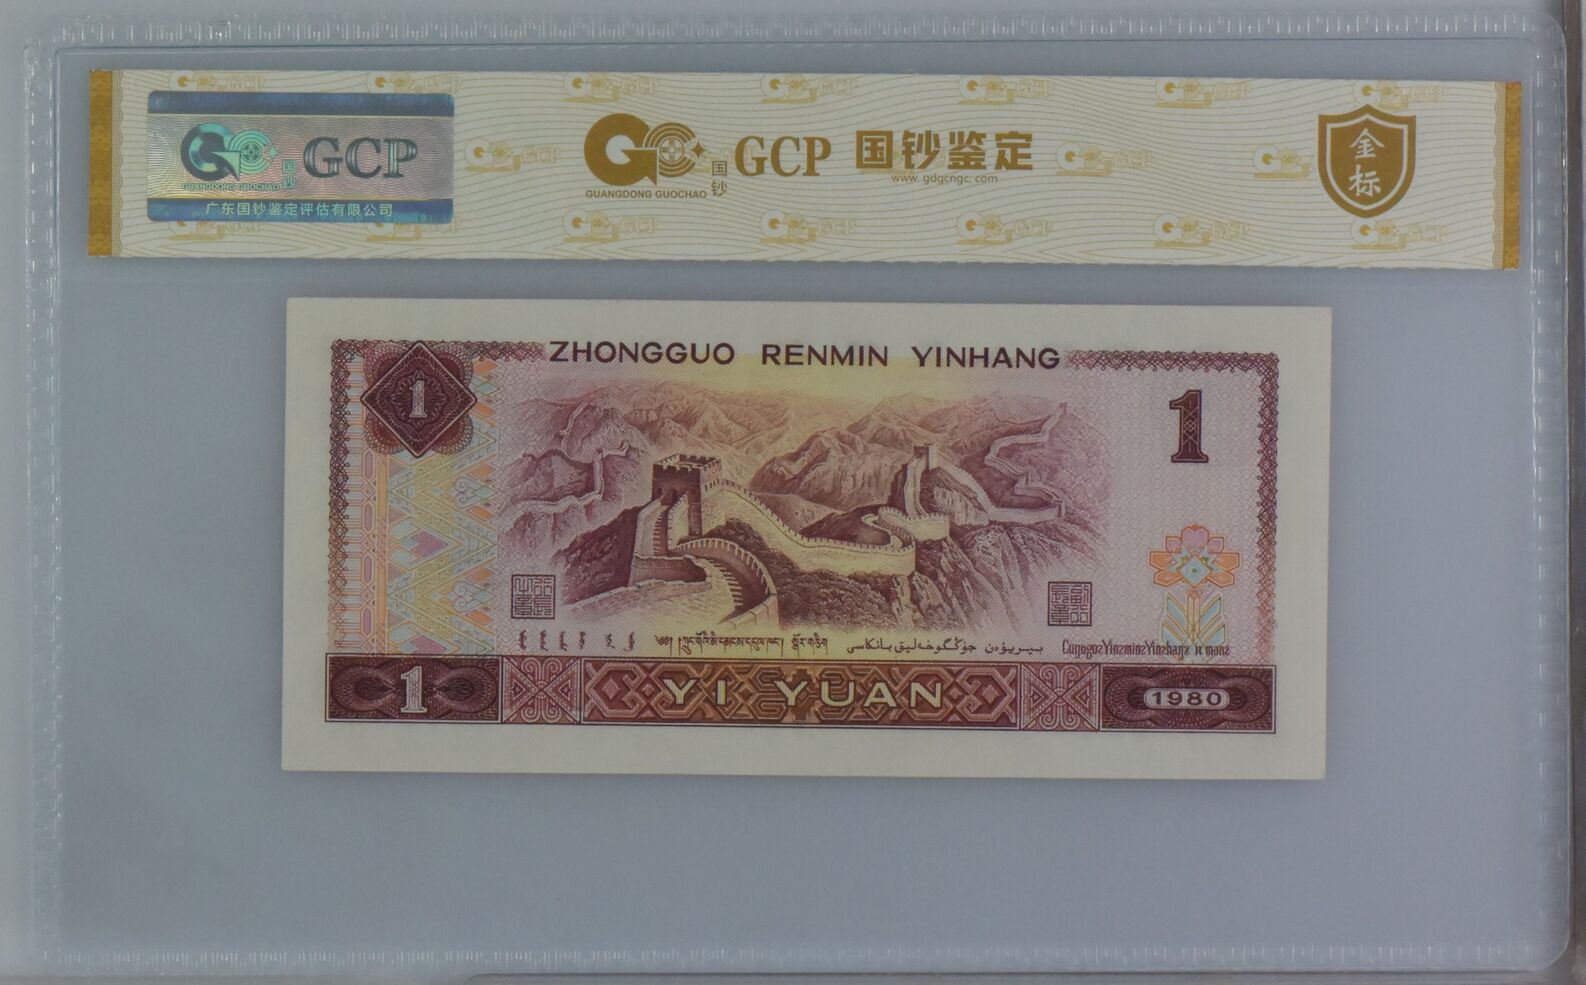 GCP
GUANGDONG GUOCHAO
国钞
广东国钞鉴定评估有限公司
GCP 国钞鉴定
GUANGDONG GUOCHAO
国钞
www.gdgcngc.com
金标
ZHONGGUO RENMIN YINHANG
1
1
1
YI YUAN
1980